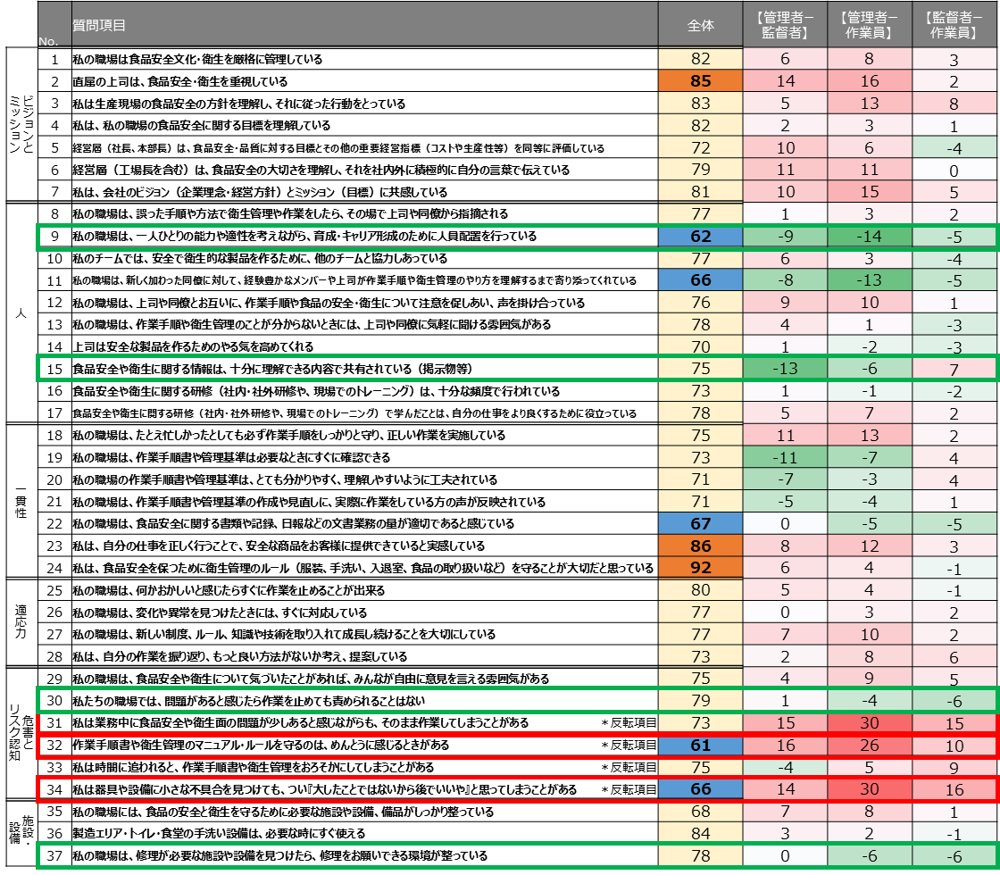 No. 質問項目 全体 【管理者－監督者】 【管理者－作業員】 【監督者－作業員】
ビジョンとミッション
1 私の職場は食品安全文化・衛生を厳格に管理している 82 6 8 3
2 直属の上司は、食品安全・衛生を重視している 85 14 16 2
3 私は生産現場の食品安全の方針を理解し、それに従った行動をとっている 83 5 13 8
4 私は、私の職場の食品安全に関する目標を理解している 82 2 3 1
5 経営層（社長、本部長）は、食品安全・品質に対する目標とその他の重要経営指標（コストや生産性等）を同等に評価している 72 10 6 -4
6 経営層（工場長を含む）は、食品安全の大切さを理解し、それを社内外に積極的に自分の言葉で伝えている 79 11 11 0
7 私は、会社のビジョン（企業理念・経営方針）とミッション（目標）に共感している 81 10 15 5
人
8 私の職場は、誤った手順や方法で衛生管理や作業をしたら、その場で上司や同僚から指摘される 77 1 3 2
9 私の職場は、一人ひとりの能力や適性を考えながら、育成・キャリア形成のために人員配置を行っている 62 -9 -14 -5
10 私のチームでは、安全で衛生的な製品を作るために、他のチームと協力しあっている 77 6 3 -4
11 私の職場は、新しく加わった同僚に対して、経験豊かなメンバーや上司が作業手順や衛生管理のやり方を理解するまで寄り添ってくれている 66 -8 -13 -5
12 私の職場は、上司や同僚とお互いに、作業手順や食品の安全・衛生について注意を促しあい、声を掛け合っている 76 9 10 1
13 私の職場は、作業手順や衛生管理のことが分からないときには、上司や同僚に気軽に聞ける雰囲気がある 78 4 1 -3
14 上司は安全な製品を作るためのやる気を高めてくれる 70 1 -2 -3
15 食品安全や衛生に関する情報は、十分に理解できる内容で共有されている（掲示物等） 75 -13 -6 7
16 食品安全や衛生に関する研修（社内・社外研修や、現場でのトレーニング）は、十分な頻度で行われている 73 1 -1 -2
17 食品安全や衛生に関する研修（社内・社外研修や、現場でのトレーニング）で学んだことは、自分の仕事をより良くするために役立っている 78 5 7 2
一貫性
18 私の職場は、たとえ忙しかったとしても必ず作業手順をしっかりと守り、正しい作業を実施している 75 11 13 2
19 私の職場は、作業手順書や管理基準は必要なときにすぐに確認できる 73 -11 -7 4
20 私の職場の作業手順書や管理基準は、とても分かりやすく、理解しやすいように工夫されている 71 -7 -3 4
21 私の職場は、作業手順書や管理基準の作成や見直しに、実際に作業をしている方の声が反映されている 71 -5 -4 1
22 私の職場は、食品安全に関する書類や記録、日報などの文書業務の量が適切であると感じている 67 0 -5 -5
23 私は、自分の仕事を正しく行うことで、安全な商品をお客様に提供できていると実感している 86 8 12 3
24 私は、食品安全を保つために衛生管理のルール（服装、手洗い、入退室、食品の取り扱いなど）を守ることが大切だと思っている 92 6 4 -1
適応力
25 私の職場は、何かおかしいと感じたらすぐに作業を止めることが出来る 80 5 4 -1
26 私の職場は、変化や異常を見つけたときには、すぐに対応している 77 0 3 2
27 私の職場は、新しい制度、ルール、知識や技術を取り入れて成長し続けることを大切にしている 77 7 10 2
28 私は、自分の作業を振り返り、もっと良い方法がないか考え、提案している 73 2 8 6
危害とリスク認知
29 私の職場は、食品安全や衛生について気づいたことがあれば、みんなが自由に意見を言える雰囲気がある 75 4 9 5
30 私たちの職場では、問題があると感じたら作業を止めても責められることはない 79 1 -4 -6
31 私は業務中に食品安全や衛生面の問題が少しあると感じながらも、そのまま作業してしまうことがある ＊反転項目 73 15 30 15
32 作業手順書や衛生管理のマニュアル・ルールを守るのは、めんどうに感じるときがある ＊反転項目 61 16 26 10
33 私は時間に追われると、作業手順書や衛生管理をおろそかにしてしまうことがある ＊反転項目 75 -4 5 9
34 私は器具や設備に小さな不具合を見つけても、つい『大したことではないから後でいいや』と思ってしまうことがある ＊反転項目 66 14 30 16
施設・設備
35 私の職場には、食品の安全と衛生を守るために必要な施設や設備、備品がしっかり整っている 68 7 8 1
36 製造エリア・トイレ・食堂の手洗い設備は、必要な時にすぐ使える 84 3 2 -1
37 私の職場は、修理が必要な施設や設備を見つけたら、修理をお願いできる環境が整っている 78 0 -6 -6